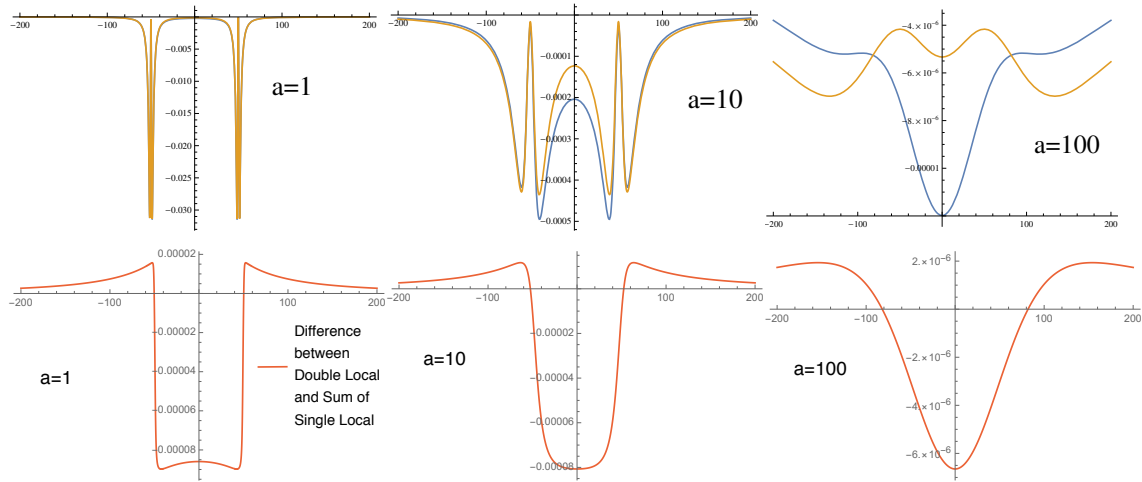 -100 100 200
-0.005
-0.010
-0.015
-0.020
-0.025
-0.030
a=1
-100 100 200
-0.0001
-0.0002
-0.0003
-0.0004
-0.0005
a=10
-4.×10⁻⁶
-6.×10⁻⁶
-8.×10⁻⁶
-0.00001
-200 -100 100 200
a=100
0.00002
-200 -100 100 200
-0.00002
-0.00004
-0.00006
-0.00008
a=1
Difference
between
Double Local
and Sum of
Single Local
-200 -100 100 200
-0.00002
-0.00004
-0.00006
-0.00008
a=10
2.×10⁻⁶
-200 -100 100 200
-2.×10⁻⁶
-4.×10⁻⁶
-6.×10⁻⁶
a=100